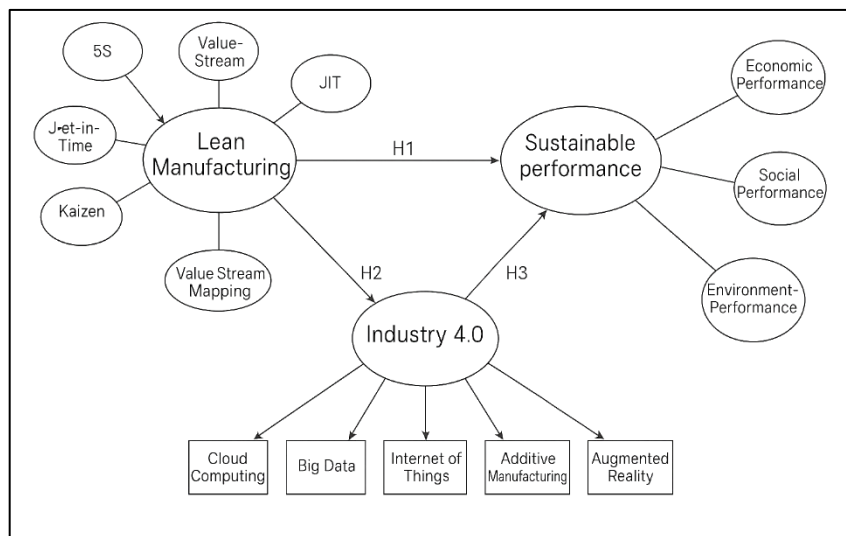 5S
Value-
Stream
JIT
J•et-in-
Time
Lean
Manufacturing
Kaizen
Value Stream
Mapping
H1
H2
H3
Sustainable
performance
Economic
Performance
Social
Performance
Environment-
Performance
Industry 4.0
Cloud
Computing
Big Data
Internet of
Things
Additive
Manufacturing
Augmented
Reality